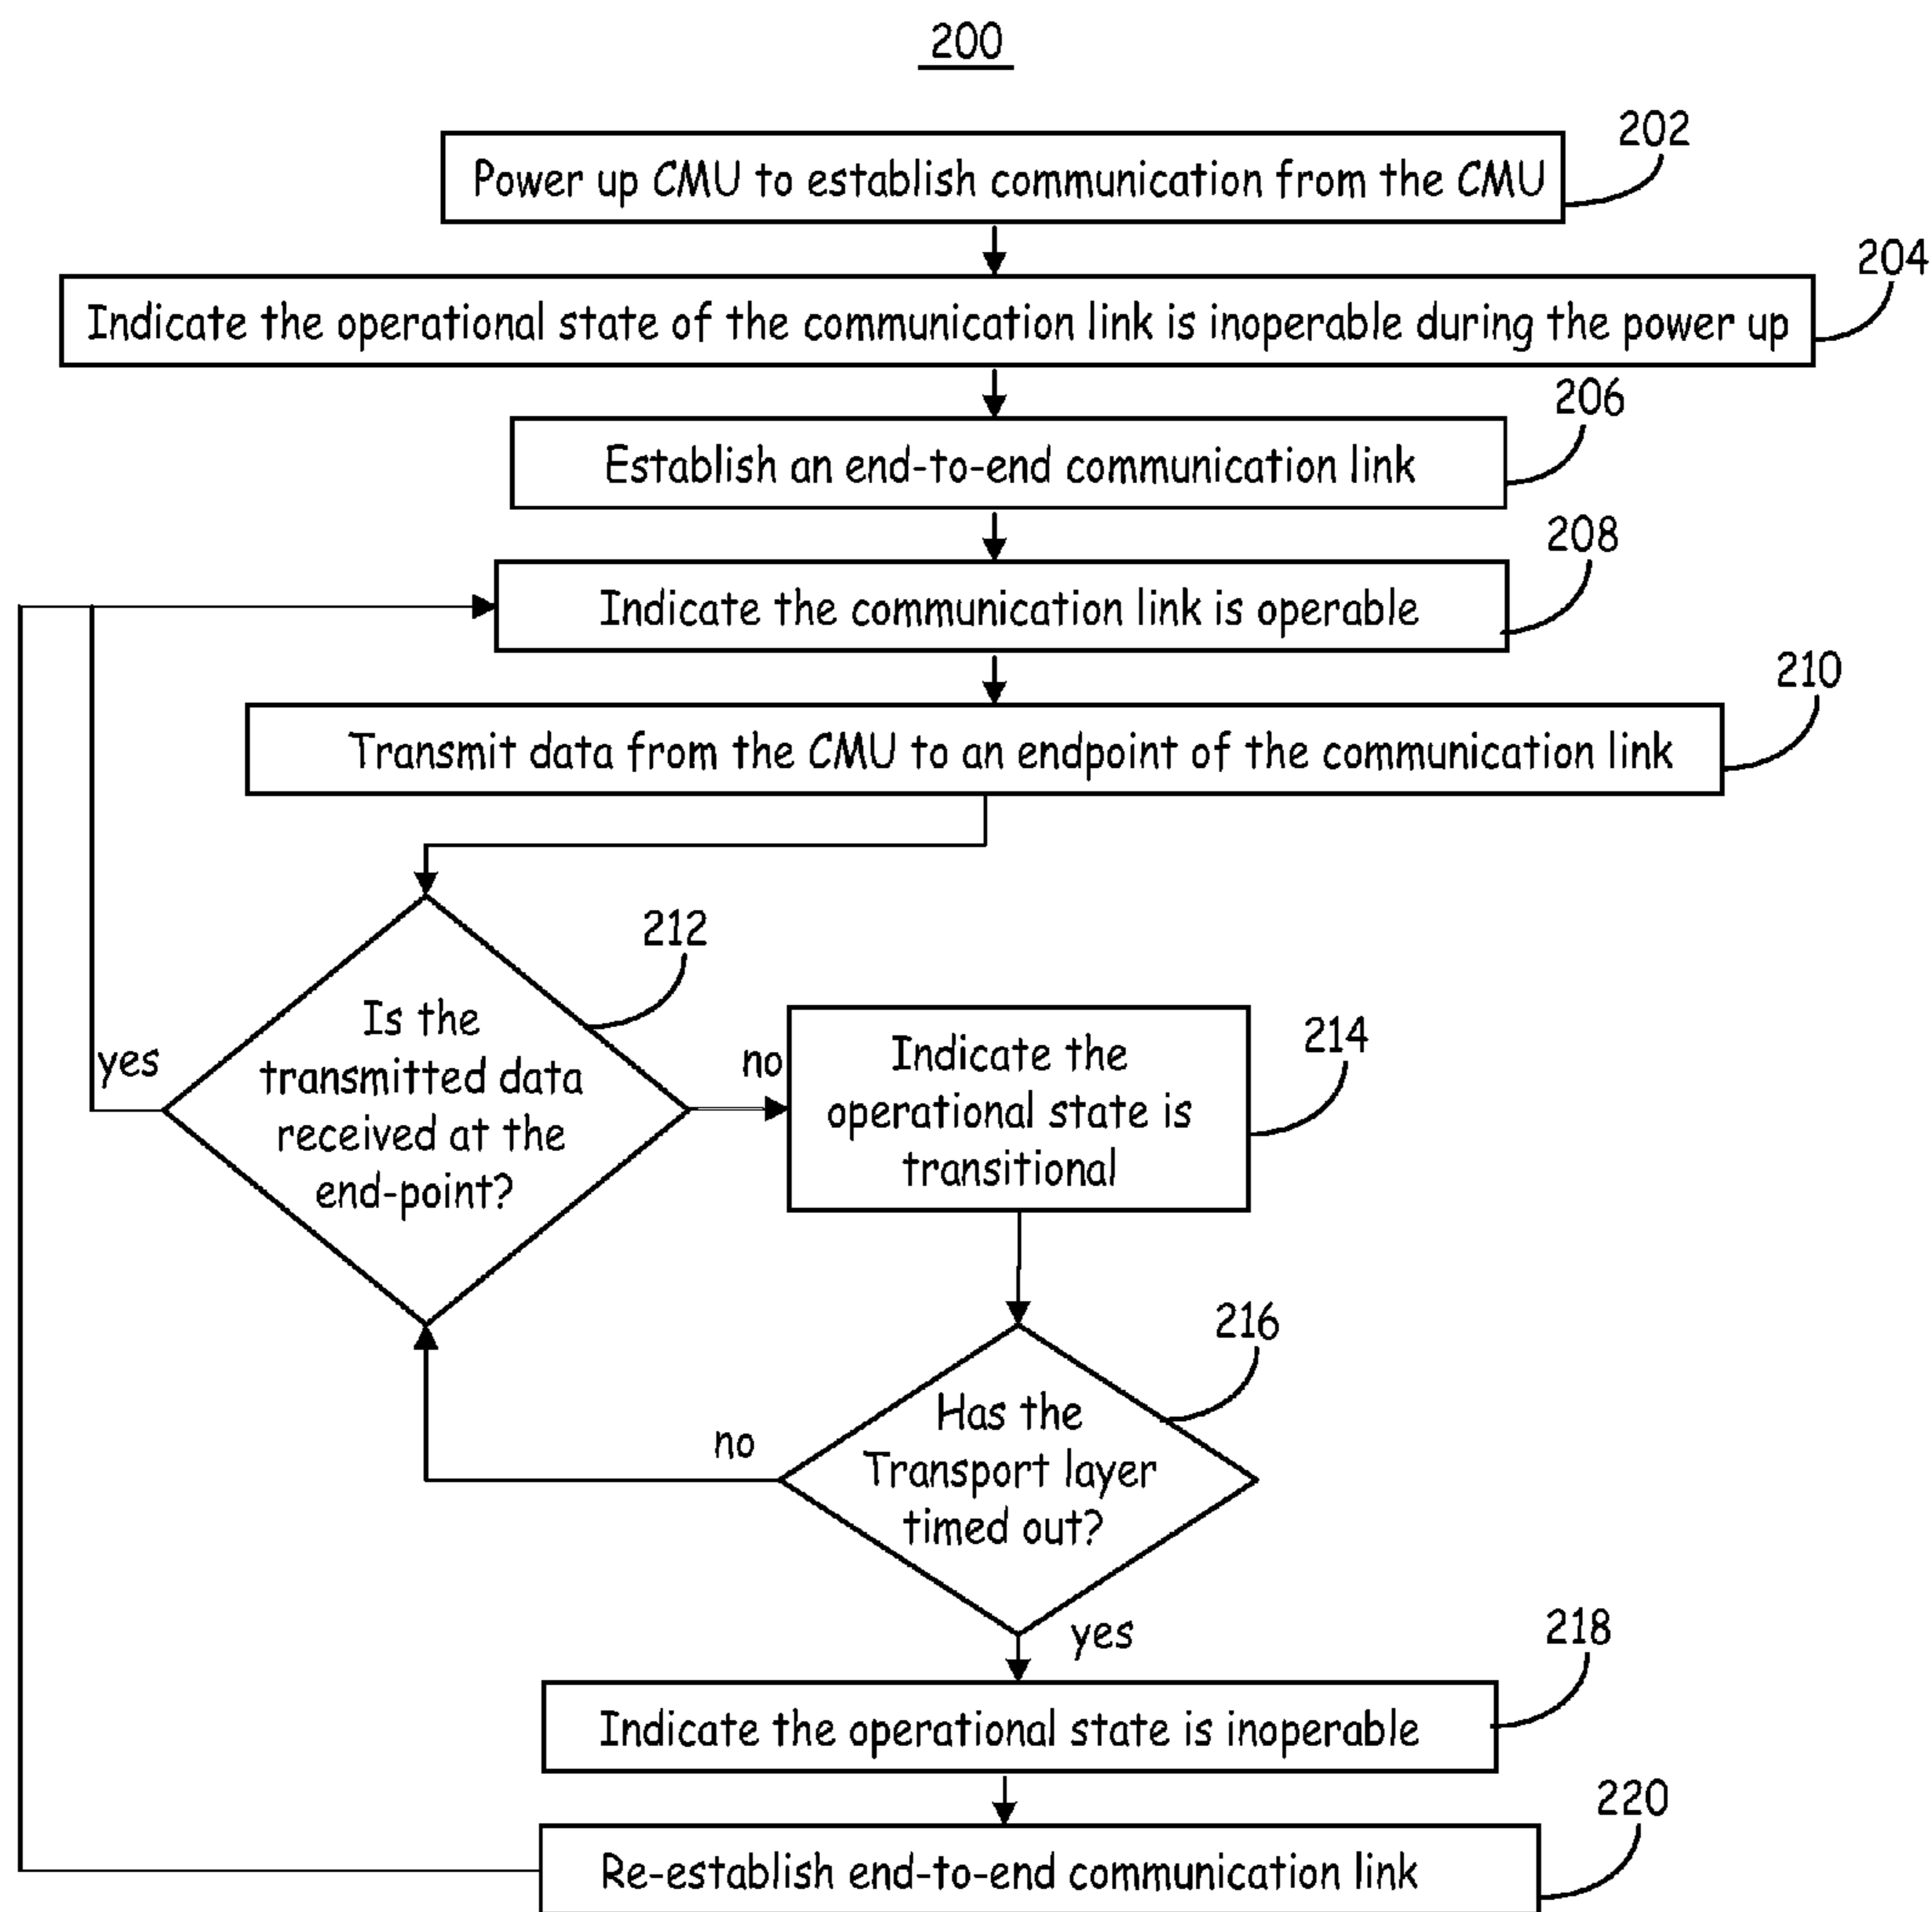 200
202
Power up CMU to establish communication from the CMU
204
Indicate the operational state of the communication link is inoperable during the power up
206
Establish an end-to-end communication link
208
Indicate the communication link is operable
210
Transmit data from the CMU to an endpoint of the communication link
212
Is the
transmitted data
received at the
end-point?
yes
no
214
Indicate the
operational state is
transitional
216
Has the
Transport layer
timed out?
no
yes
218
Indicate the operational state is inoperable
220
Re-establish end-to-end communication link